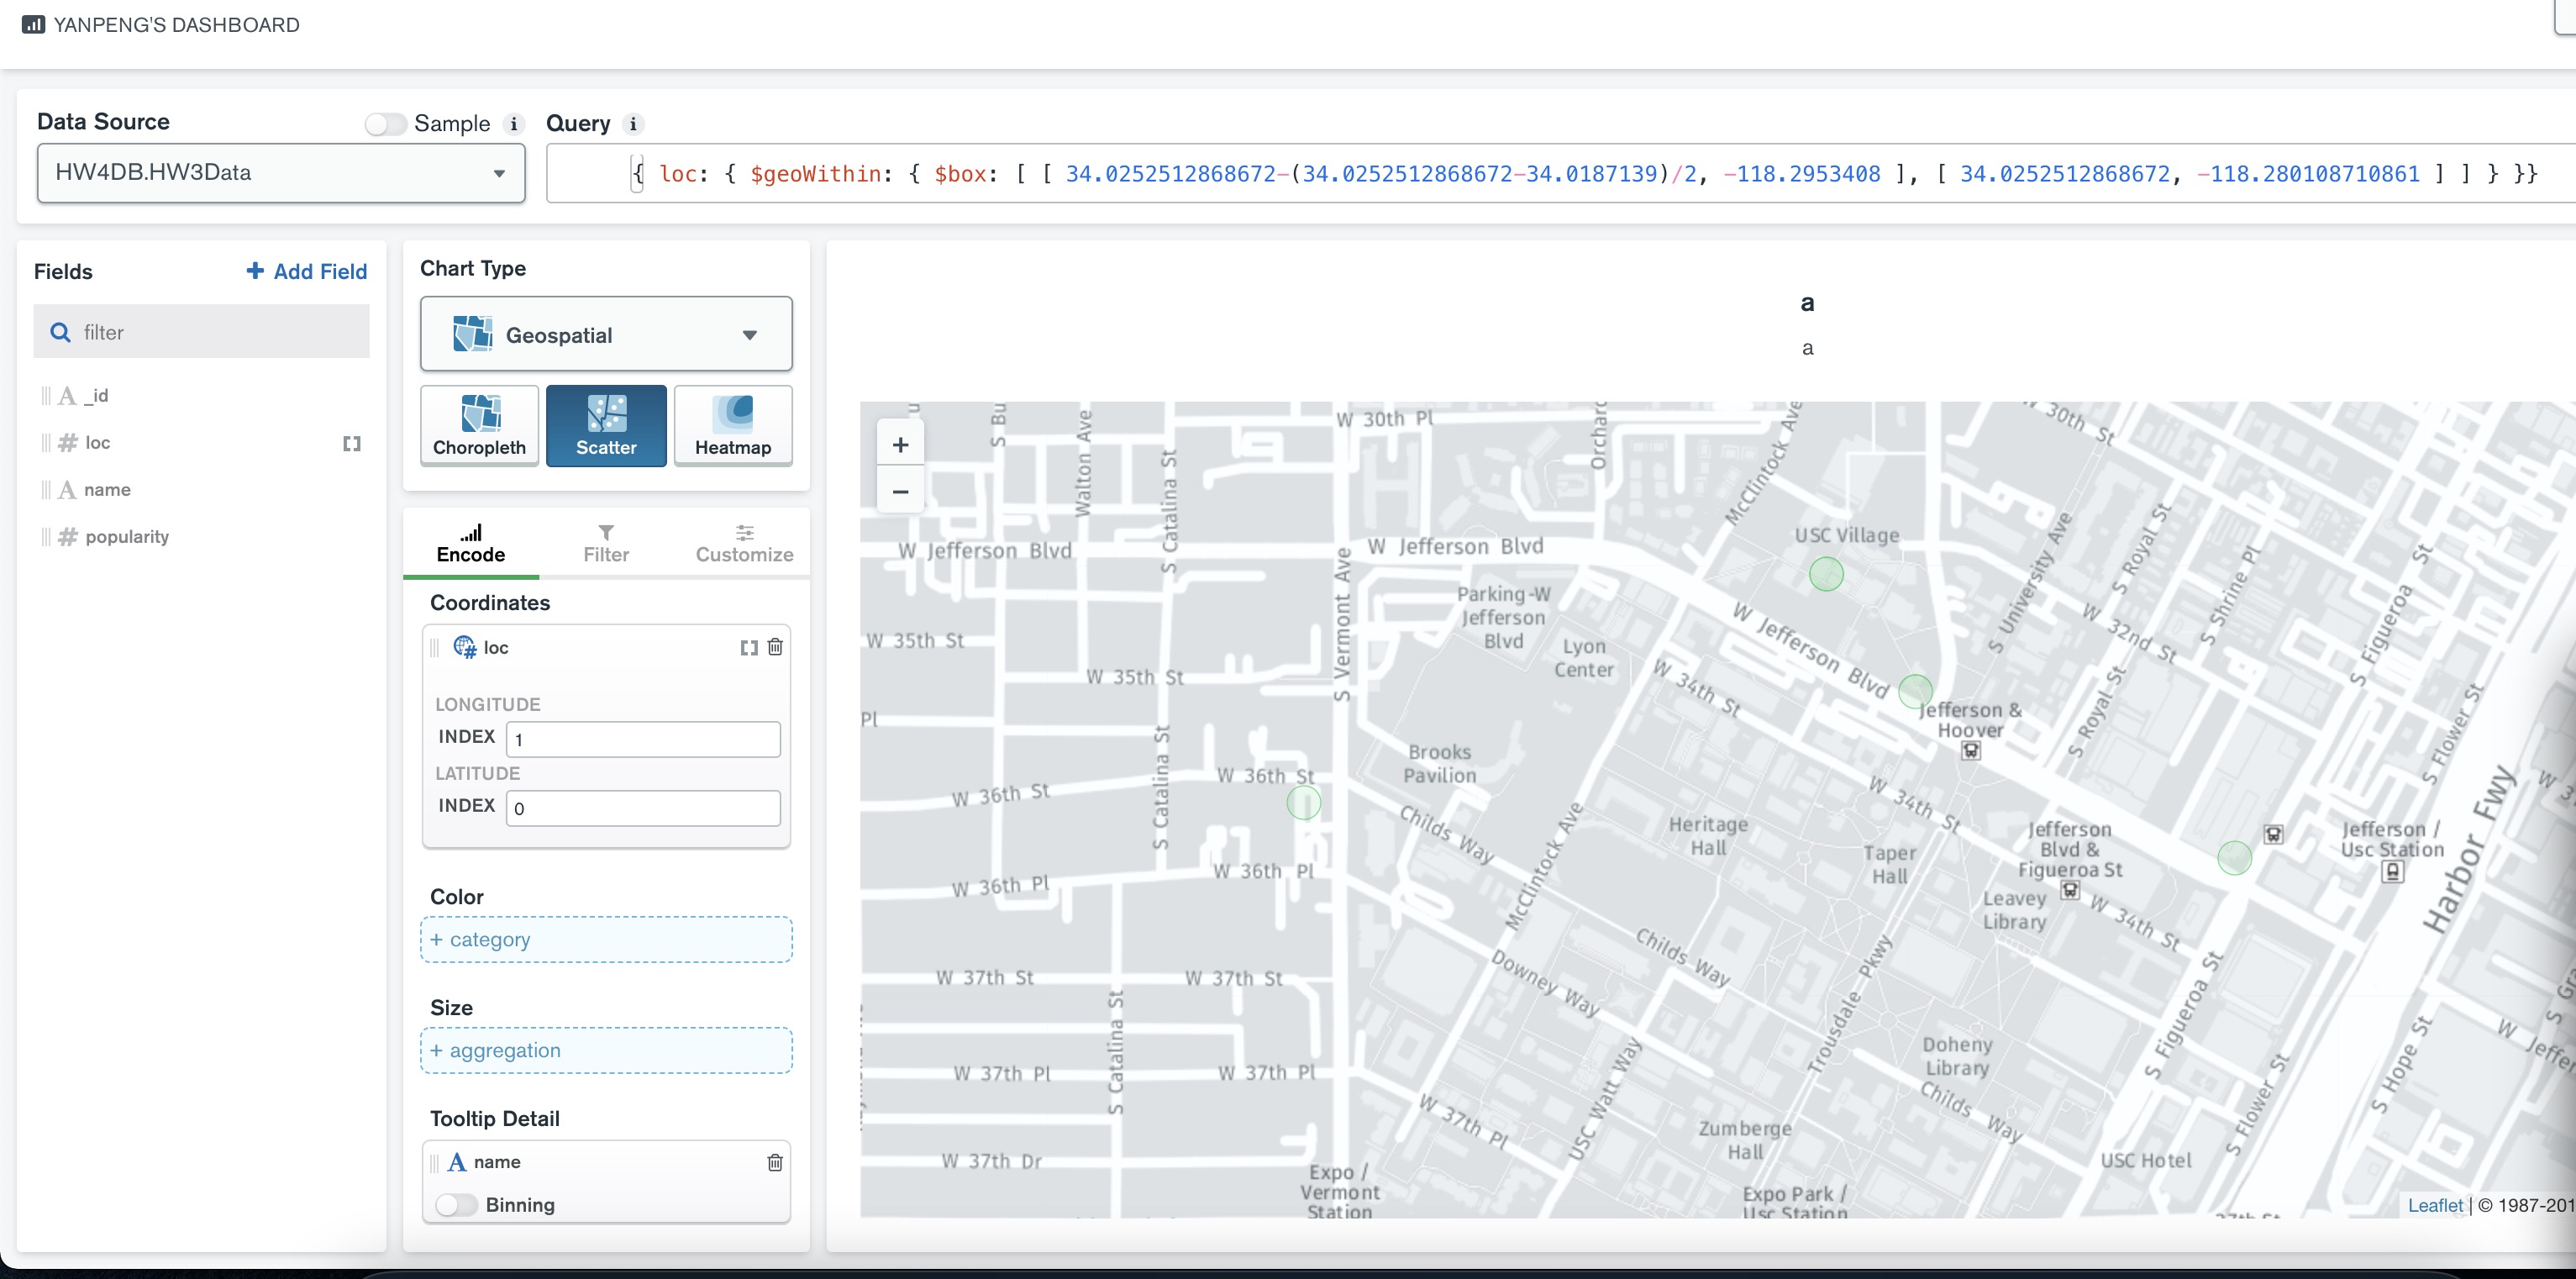 YANPENG'S DASHBOARD
Data Source
Sample
Query
HW4DB.HW3Data
{ loc: { $geoWithin: { $box: [ [ 34.0252512868672-(34.0252512868672-34.0187139)/2, -118.2953408 ], [ 34.0252512868672, -118.280108710861 ] ] } }}
Fields
+ Add Field
filter
_id
loc
name
popularity
Chart Type
Geospatial
Choropleth
Scatter
Heatmap
Encode
Filter
Customize
Coordinates
loc
LONGITUDE
INDEX 1
LATITUDE
INDEX 0
Color
+ category
Size
+ aggregation
Tooltip Detail
name
Binning
a
a
+
−
S Bu
Walton Ave
S Catalina St
W 30th Pl
Orchard
McClintock Ave
W 30th St
USC Village
W Jefferson Blvd
W Jefferson Blvd
S Vermont Ave
Parking-W
Jefferson
Blvd
Lyon
Center
W Jefferson Blvd
S University Ave
S Royal St
S Shrine Pl
W 32nd St
S Figueroa St
W 35th St
W 35th St
W 34th St
Jefferson &
Hoover
S Royal St
S Flower St
Pl
S Catalina St
Brooks
Pavilion
W 36th St
W 36th St
Childs Way
McClintock Ave
Heritage
Hall
W 34th St
Taper
Hall
Jefferson
Blvd &
Figueroa St
Jefferson /
Usc Station
Harbor Fwy
W 36th Pl
W 36th Pl
Leavey
Library
W 34th St
W 37th St
W 37th St
Downey Way
Childs Way
Trousdale Pkwy
S Figueroa St
S Catalina St
W 37th Pl
W 37th Pl
W 37th Pl
USC Watt Way
Doheny
Library
Childs Way
S Flower St
S Hope St
W Jeffer
Zumberge
Hall
W 37th Dr
Expo /
Vermont
Station
Expo Park /
Usc Station
USC Hotel
37th St
Leaflet | © 1987-201